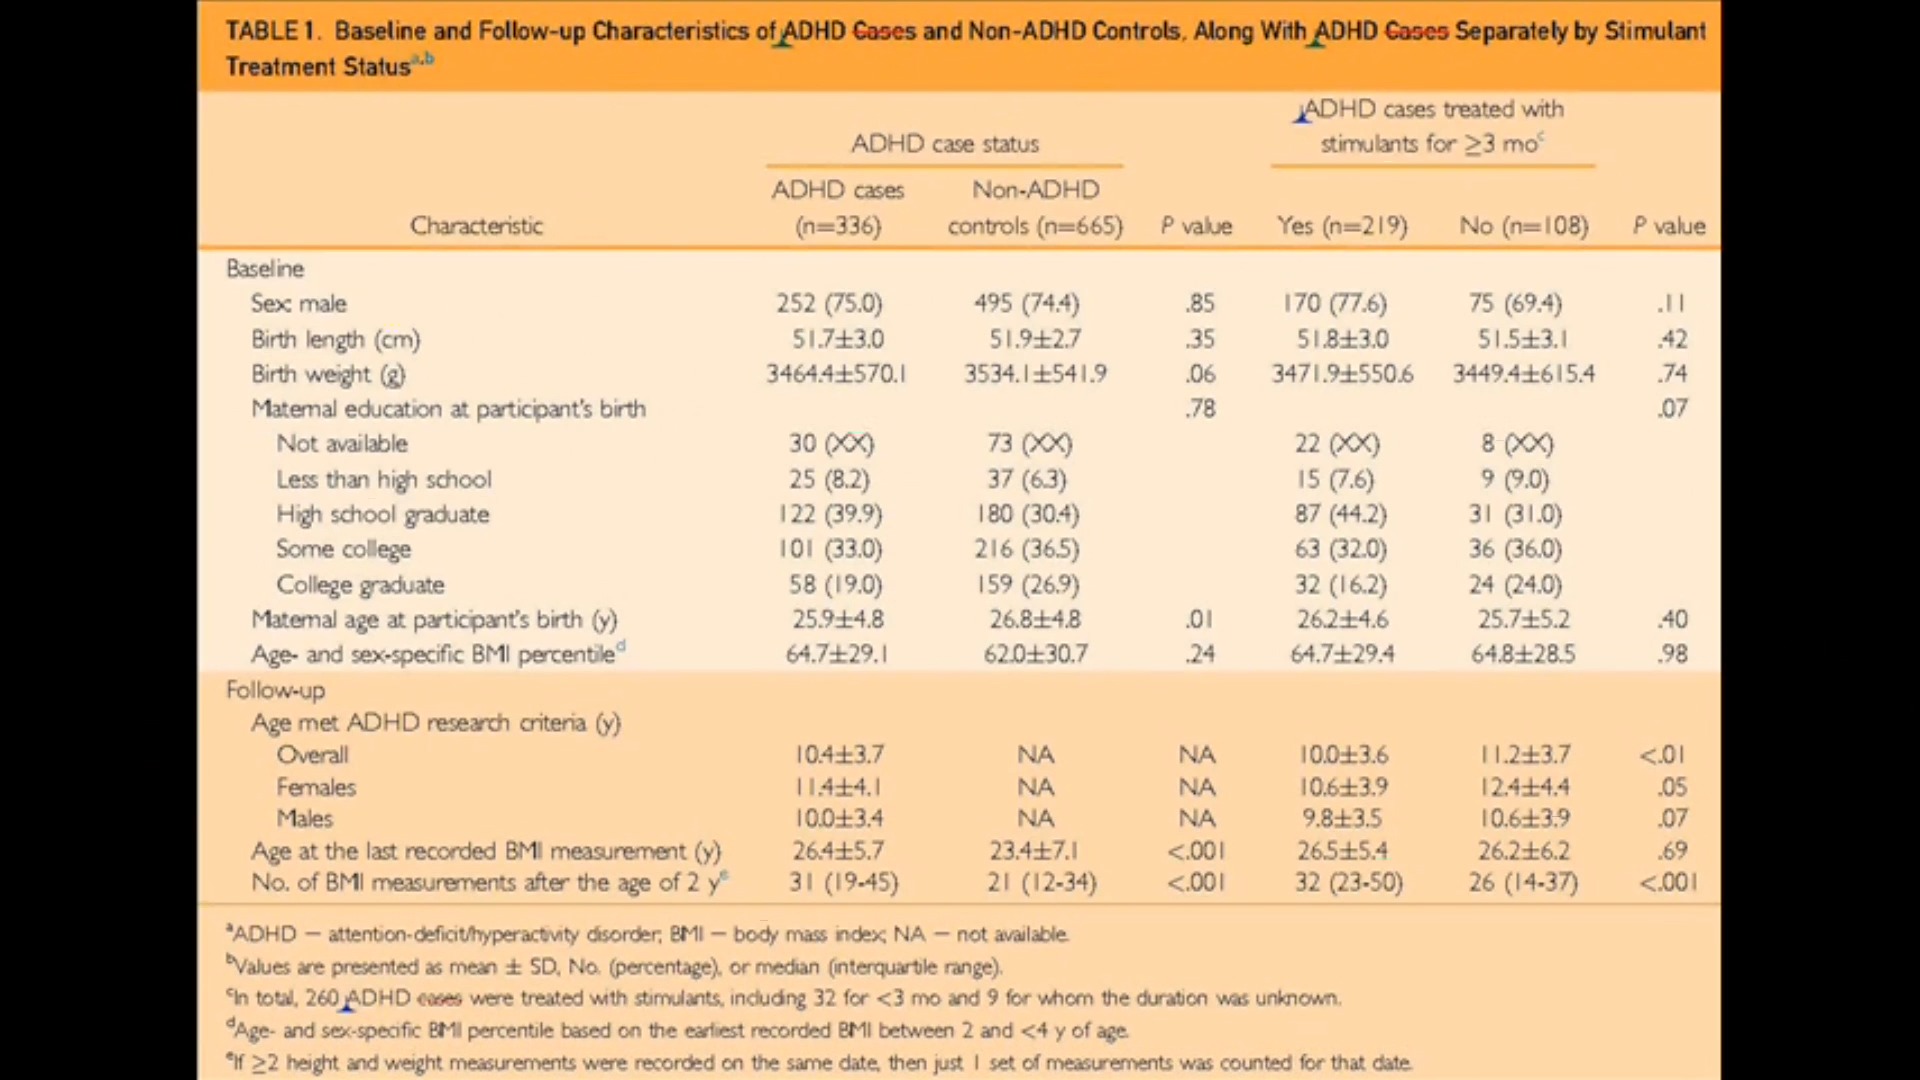 TABLE 1. Baseline and Follow-up Characteristics of ADHD Cases and Non-ADHD Controls, Along With ADHD Cases Separately by Stimulant
Treatment Status a,b
ADHD cases treated with
ADHD case status stimulants for ≥3 mo c
ADHD cases Non-ADHD
Characteristic (n=336) controls (n=665) P value Yes (n=219) No (n=108) P value
Baseline
Sex: male 252 (75.0) 495 (74.4) .85 170 (77.6) 75 (69.4) .11
Birth length (cm) 51.7±3.0 51.9±2.7 .35 51.8±3.0 51.5±3.1 .42
Birth weight (g) 3464.4±570.1 3534.1±541.9 .06 3471.9±550.6 3449.4±615.4 .74
Maternal education at participant's birth .78 .07
Not available 30 (XX) 73 (XX) 22 (XX) 8 (XX)
Less than high school 25 (8.2) 37 (6.3) 15 (7.6) 9 (9.0)
High school graduate 122 (39.9) 180 (30.4) 87 (44.2) 31 (31.0)
Some college 101 (33.0) 216 (36.5) 63 (32.0) 36 (36.0)
College graduate 58 (19.0) 159 (26.9) 32 (16.2) 24 (24.0)
Maternal age at participant's birth (y) 25.9±4.8 26.8±4.8 .01 26.2±4.6 25.7±5.2 .40
Age- and sex-specific BMI percentile d 64.7±29.1 62.0±30.7 .24 64.7±29.4 64.8±28.5 .98
Follow-up
Age met ADHD research criteria (y)
Overall 10.4±3.7 NA NA 10.0±3.6 11.2±3.7 <.01
Females 11.4±4.1 NA NA 10.6±3.9 12.4±4.4 .05
Males 10.0±3.4 NA NA 9.8±3.5 10.6±3.9 .07
Age at the last recorded BMI measurement (y) 26.4±5.7 23.4±7.1 <.001 26.5±5.4 26.2±6.2 .69
No. of BMI measurements after the age of 2 y e 31 (19-45) 21 (12-34) <.001 32 (23-50) 26 (14-37) <.001
a ADHD = attention-deficit/hyperactivity disorder; BMI = body mass index; NA = not available.
b Values are presented as mean ± SD, No. (percentage), or median (interquartile range).
c In total, 260 ADHD cases were treated with stimulants, including 32 for <3 mo and 9 for whom the duration was unknown.
d Age- and sex-specific BMI percentile based on the earliest recorded BMI between 2 and <4 y of age.
e If ≥2 height and weight measurements were recorded on the same date, then just 1 set of measurements was counted for that date.